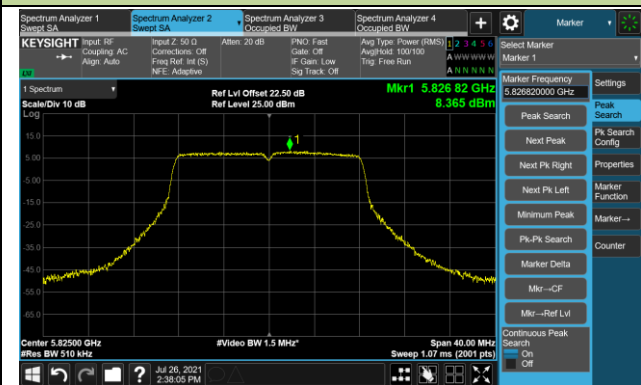 Spectrum Analyzer 1
Swept SA
Spectrum Analyzer 2
Swept SA
Spectrum Analyzer 3
Occupied BW
Spectrum Analyzer 4
Occupied BW
Marker
KEYSIGHT
Input: RF
Coupling: AC
Align: Auto
Input Z: 50 Ω
Corrections: Off
Freq Ref: Int (S)
NFE: Adaptive
Atten: 20 dB
PNO: Fast
Gate: Off
IF Gain: Low
Sig Track: Off
Avg Type: Power (RMS)
Avg|Hold: 100/100
Trig: Free Run
1 2 3 4 5 6
A W W W W W
A N N N N N
Select Marker
Marker 1
1 Spectrum
Scale/Div 10 dB
Log
Ref Lvl Offset 22.50 dB
Ref Level 25.00 dBm
Mkr1 5.826 82 GHz
8.365 dBm
1
15.0
5.00
-5.00
-15.0
-25.0
-35.0
-45.0
-55.0
-65.0
Center 5.82500 GHz
#Res BW 510 kHz
#Video BW 1.5 MHz*
Span 40.00 MHz
Sweep 1.07 ms (2001 pts)
Marker Frequency
5.826820000 GHz
Peak Search
Next Peak
Next Pk Right
Next Pk Left
Minimum Peak
Pk-Pk Search
Marker Delta
Mkr→CF
Mkr→Ref Lvl
Continuous Peak
Search
On
Off
Settings
Peak
Search
Pk Search
Config
Properties
Marker
Function
Marker→
Counter
Jul 26, 2021
2:38:05 PM